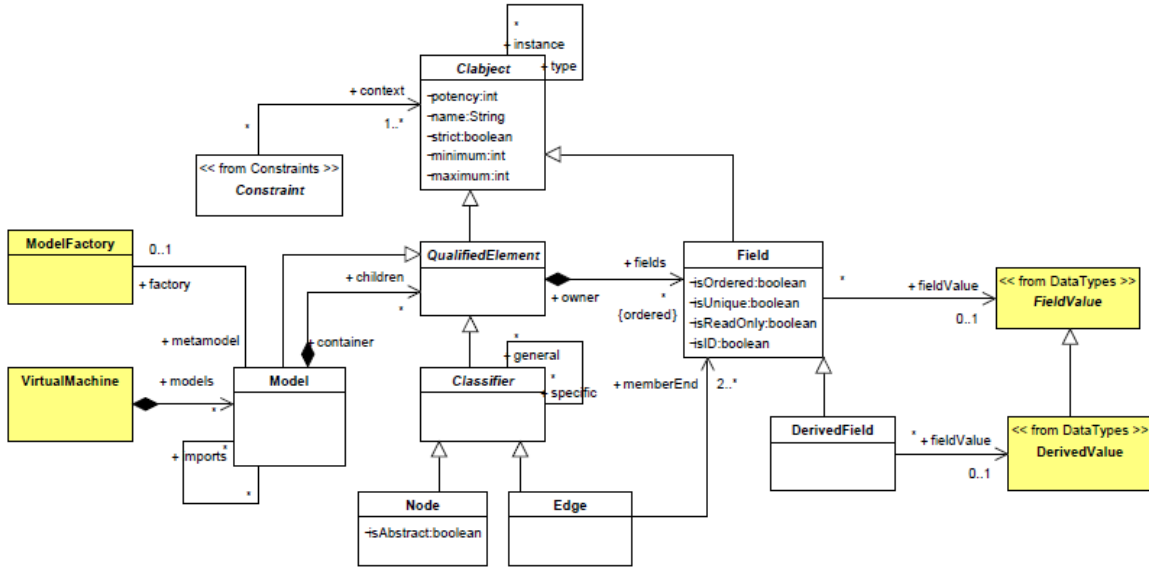 *
+ instance
Clabject
+ type
-potency:int
-name:String
-strict:boolean
-minimum:int
-maximum:int
+ context
1..*
*
<< from Constraints >>
Constraint
ModelFactory
0..1
+ factory
QualifiedElement
+ children
*
+ owner
+ fields
*
{ordered}
Field
-isOrdered:boolean
-isUnique:boolean
-isReadOnly:boolean
-isID:boolean
*
+ fieldValue
0..1
<< from DataTypes >>
FieldValue
+ metamodel
+ container
+ general
*
+ specific
Classifier
+ memberEnd
2..*
VirtualMachine
+ models
*
Model
+ imports
*
*
DerivedField
*
+ fieldValue
0..1
<< from DataTypes >>
DerivedValue
Node
-isAbstract:boolean
Edge